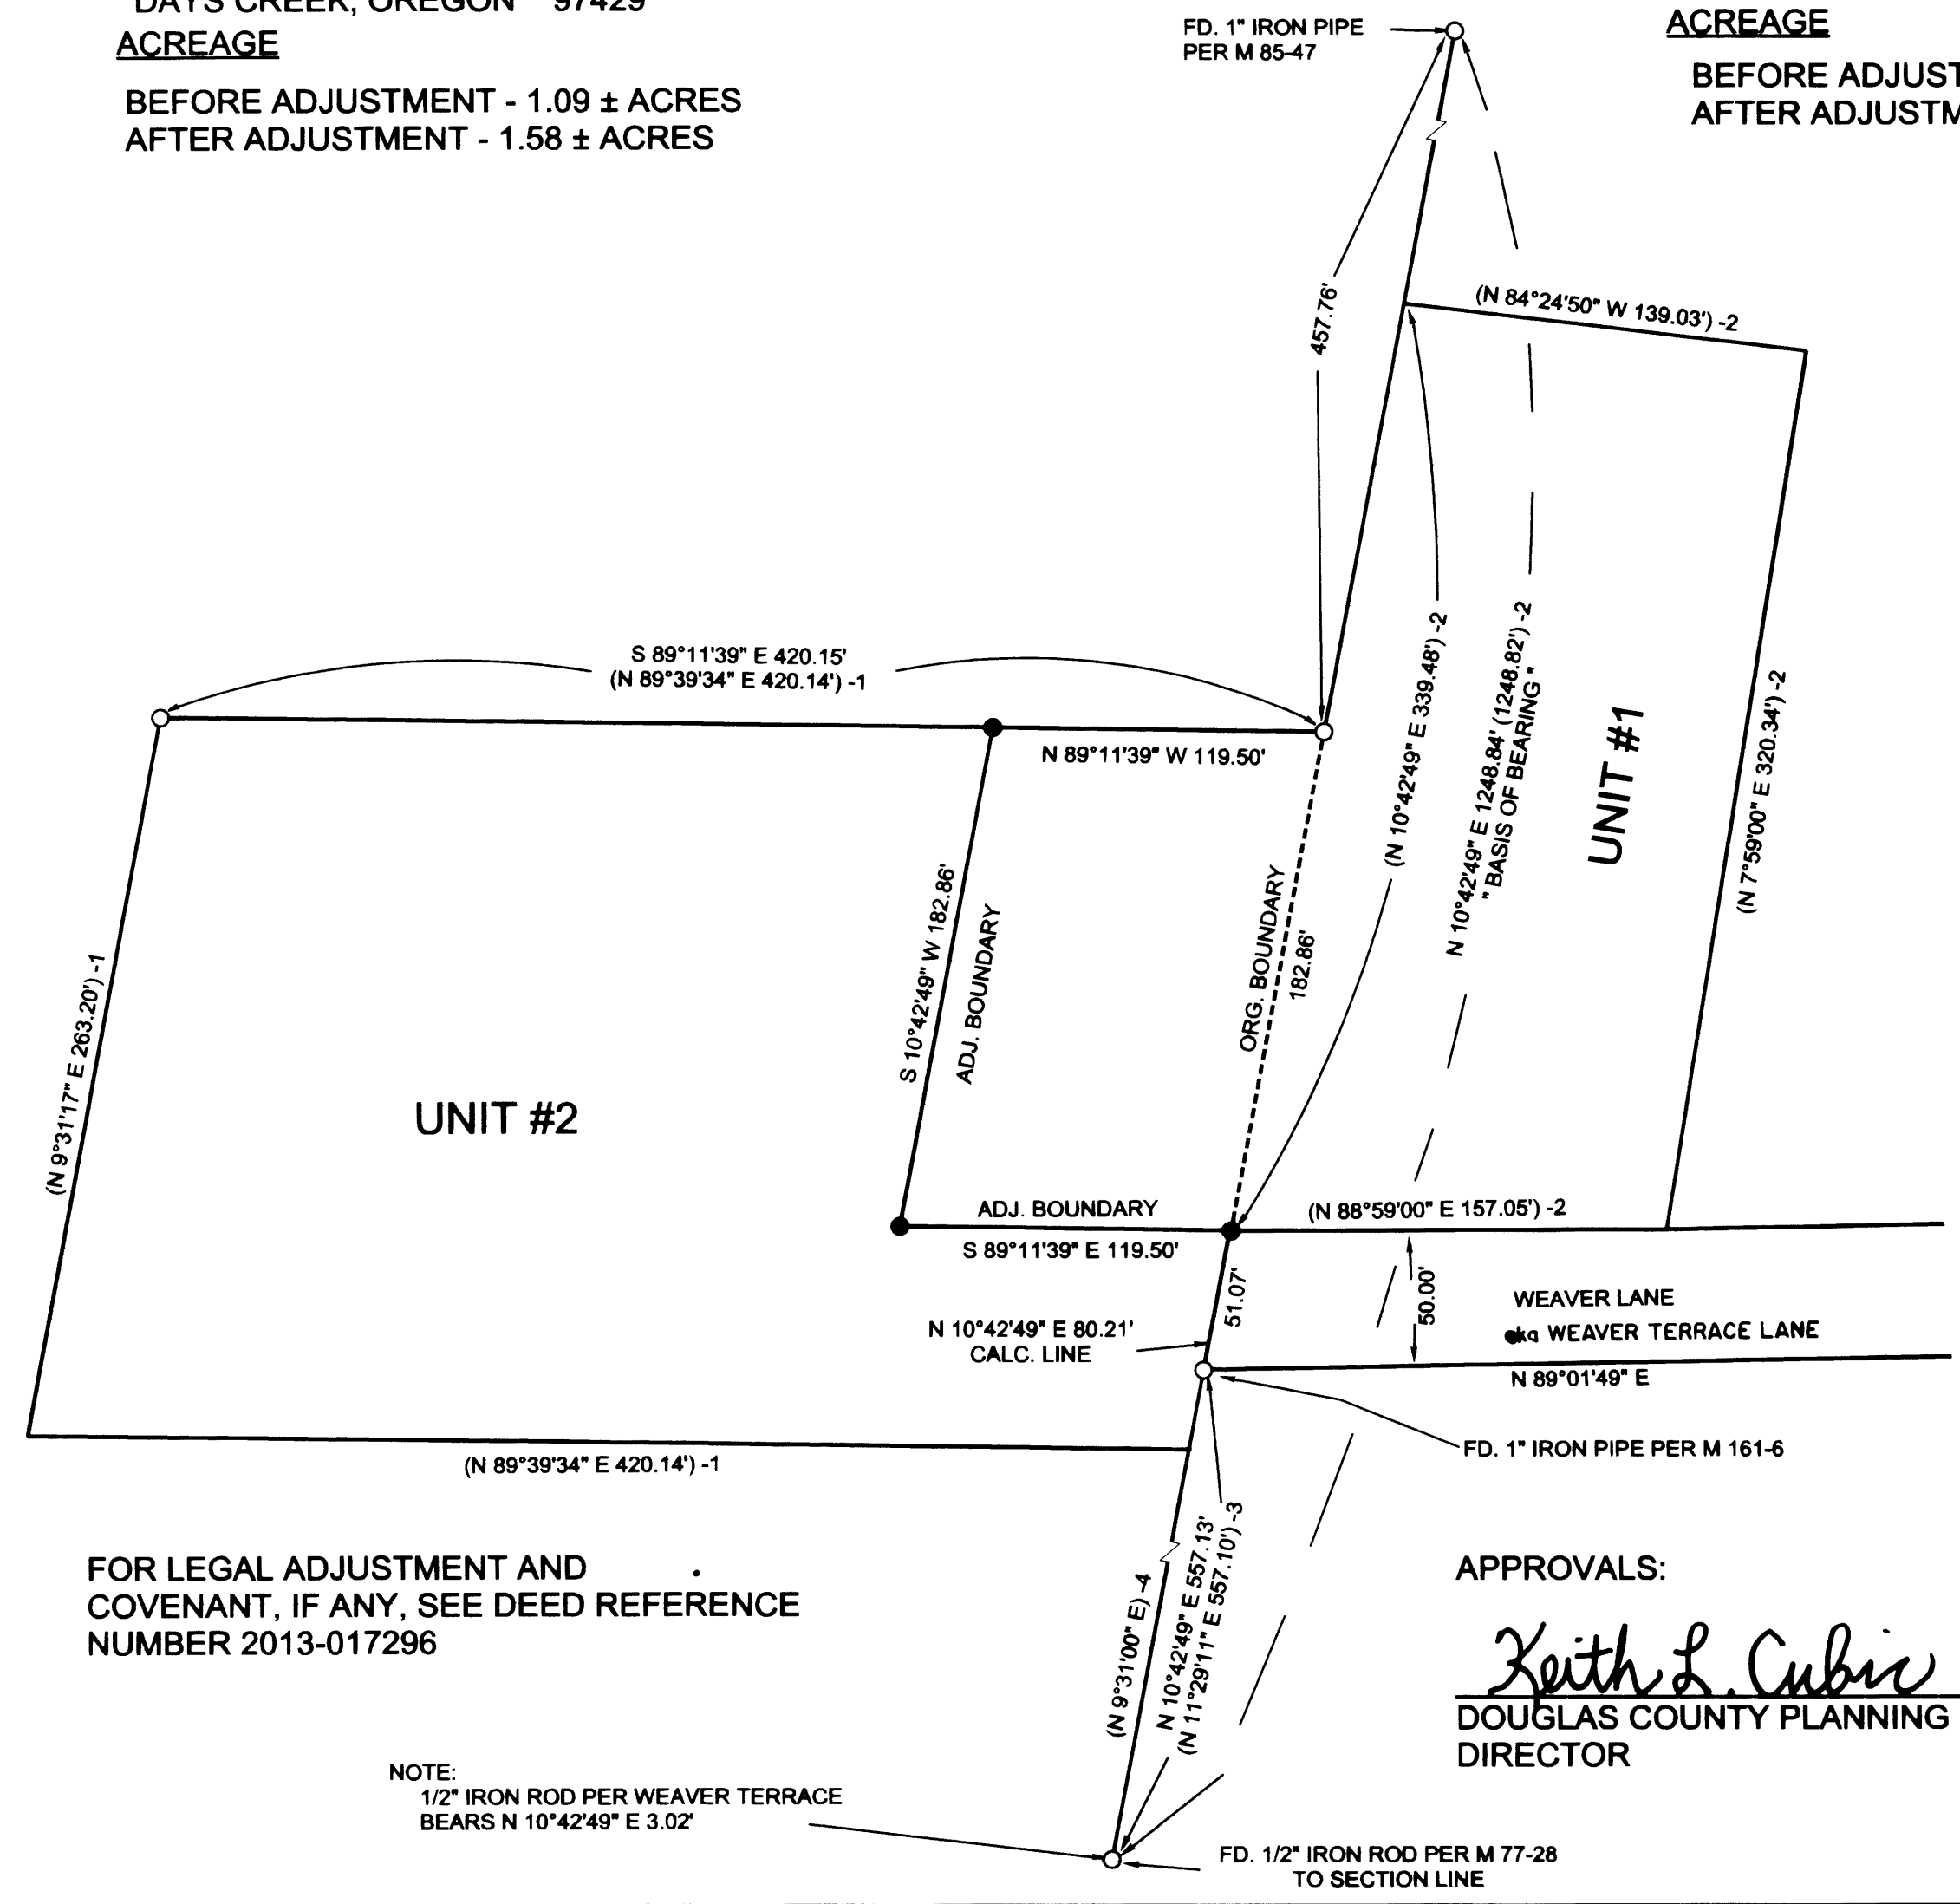 DAYS CREEK, OREGON 97429
ACREAGE
BEFORE ADJUSTMENT - 1.09 ± ACRES
AFTER ADJUSTMENT - 1.58 ± ACRES
FD. 1" IRON PIPE
PER M 85-47
ACREAGE
BEFORE ADJUST
AFTER ADJUSTM
457.76'
(N 84°24'50" W 139.03') -2
S 89°11'39" E 420.15'
(N 89°39'34" E 420.14') -1
N 89°11'39" W 119.50'
(N 10°42'49" E 339.48') -2
N 10°42'49" E 1248.84' (1248.82') -2
" BASIS OF BEARING "
UNIT #1
(N 7°59'00" E 320.34') -2
(N 9°31'17" E 263.20') -1
UNIT #2
S 10°42'49" W 182.86'
ADJ. BOUNDARY
ORG. BOUNDARY
182.86'
ADJ. BOUNDARY
S 89°11'39" E 119.50'
(N 88°59'00" E 157.05') -2
51.07'
50.00'
WEAVER LANE
WEAVER TERRACE LANE
N 10°42'49" E 80.21'
CALC. LINE
N 89°01'49" E
FD. 1" IRON PIPE PER M 161-6
(N 89°39'34" E 420.14') -1
(N 9°31'00" E) -4
N 10°42'49" E 557.13'
(N 11°29'11" E 557.10') -3
FOR LEGAL ADJUSTMENT AND
COVENANT, IF ANY, SEE DEED REFERENCE
NUMBER 2013-017296
APPROVALS:
Keith L. Cubic
DOUGLAS COUNTY PLANNING
DIRECTOR
NOTE:
1/2" IRON ROD PER WEAVER TERRACE
BEARS N 10°42'49" E 3.02'
FD. 1/2" IRON ROD PER M 77-28
TO SECTION LINE